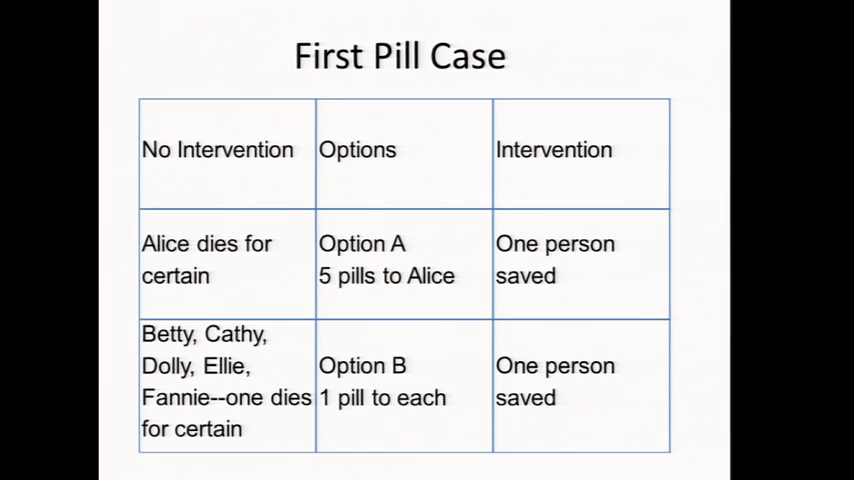 First Pill Case
No Intervention
Options
Intervention
Alice dies for
certain
Option A
5 pills to Alice
One person
saved
Betty, Cathy,
Dolly, Ellie,
Fannie--one dies
for certain
Option B
1 pill to each
One person
saved